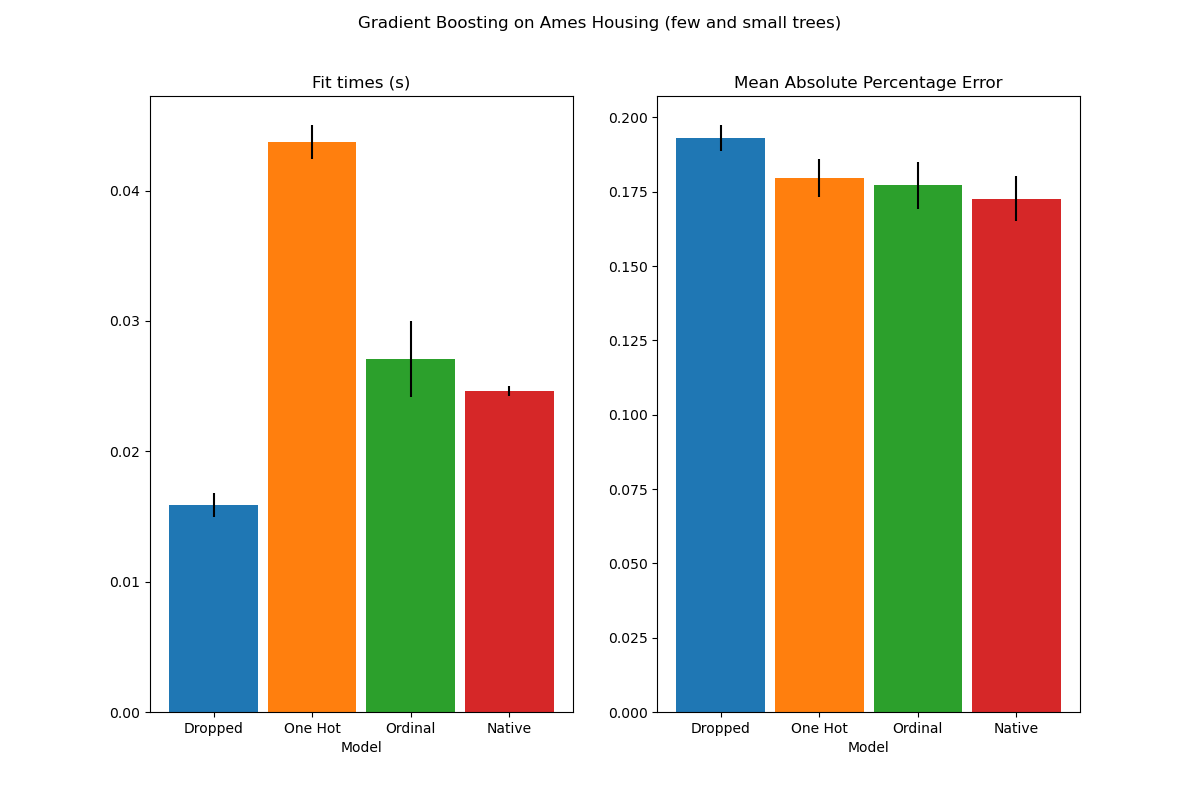 Gradient Boosting on Ames Housing (few and small trees)
Fit times (s)
0.04
0.03
0.02
0.01
0.00
Dropped One Hot Ordinal Native
Model
Mean Absolute Percentage Error
0.200
0.175
0.150
0.125
0.100
0.075
0.050
0.025
0.000
Dropped One Hot Ordinal Native
Model